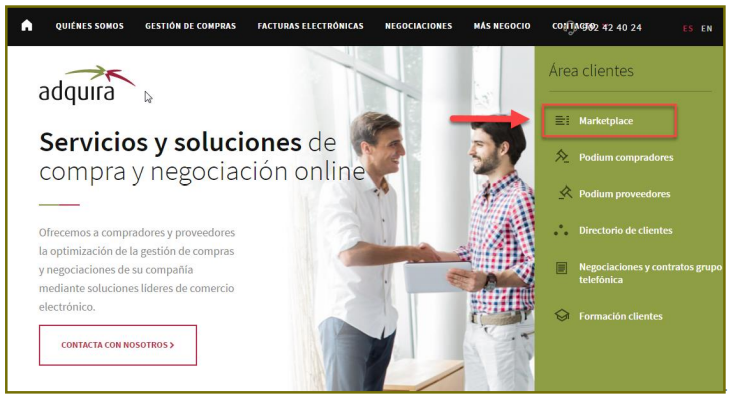 QUIÉNES SOMOS GESTIÓN DE COMPRAS FACTURAS ELECTRÓNICAS NEGOCIACIONES MÁS NEGOCIO CONTACTO 902 42 40 24 ES EN
adquira
Servicios y soluciones de
compra y negociación online
Ofrecemos a compradores y proveedores
la optimización de la gestión de compras
y negociaciones de su compañía
mediante soluciones líderes de comercio
electrónico.
CONTACTA CON NOSOTROS >
Área clientes
Marketplace
Podium compradores
Podium proveedores
Directorio de clientes
Negociaciones y contratos grupo
telefónica
Formación clientes